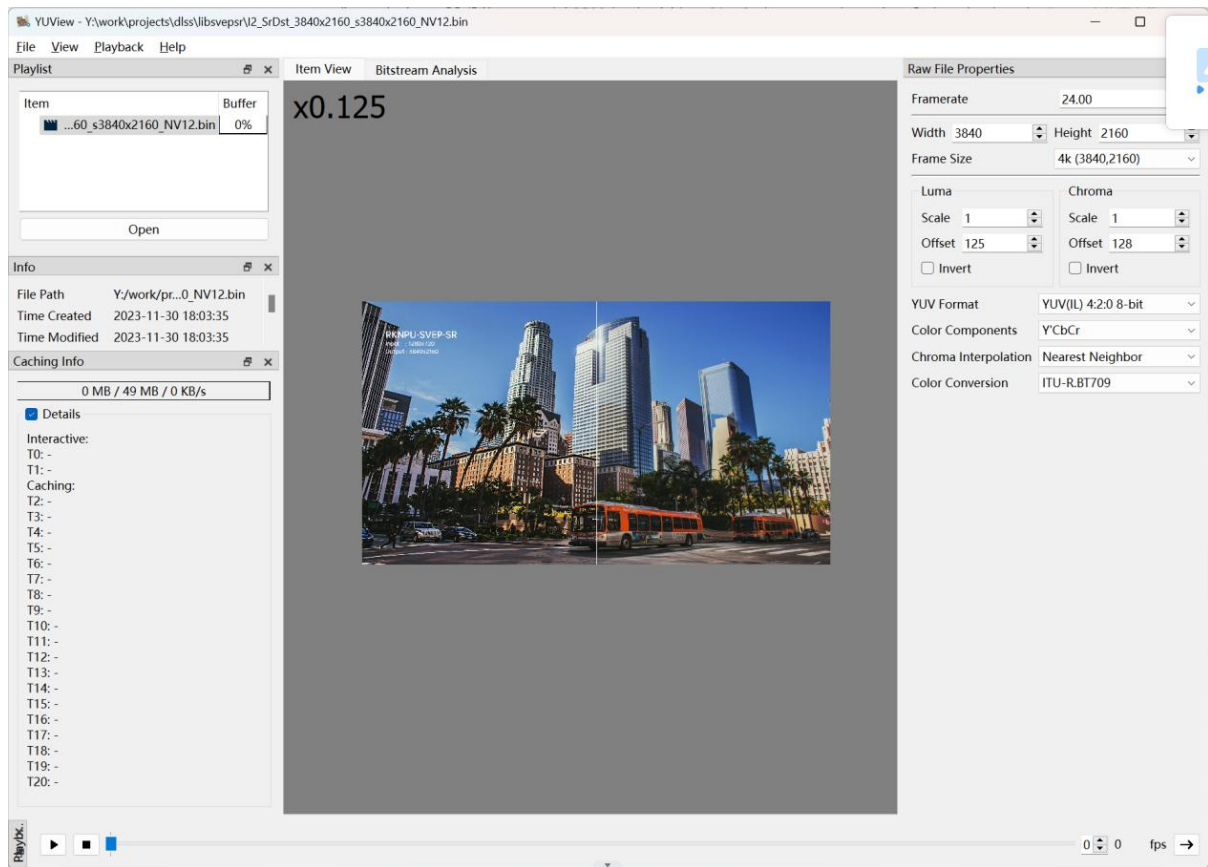 YUView - Y:\work\projects\dlss\libsvepsr\I2_SrDst_3840x2160_s3840x2160_NV12.bin
File View Playback Help
Playlist
Item Buffer
...60_s3840x2160_NV12.bin 0%
Open
Info
File Path Y:/work/pr...0_NV12.bin
Time Created 2023-11-30 18:03:35
Time Modified 2023-11-30 18:03:35
Caching Info
0 MB / 49 MB / 0 KB/s
Details
Interactive:
T0: -
T1: -
Caching:
T2: -
T3: -
T4: -
T5: -
T6: -
T7: -
T8: -
T9: -
T10: -
T11: -
T12: -
T13: -
T14: -
T15: -
T16: -
T17: -
T18: -
T19: -
T20: -
Item View Bitstream Analysis
x0.125
RKNPU-SVEP-SR
Input : 1280x720
Output : 3840x2160
Raw File Properties
Framerate 24.00
Width 3840 Height 2160
Frame Size 4k (3840,2160)
Luma Chroma
Scale 1 Scale 1
Offset 125 Offset 128
Invert Invert
YUV Format YUV(IL) 4:2:0 8-bit
Color Components Y'CbCr
Chroma Interpolation Nearest Neighbor
Color Conversion ITU-R.BT709
0 0 fps